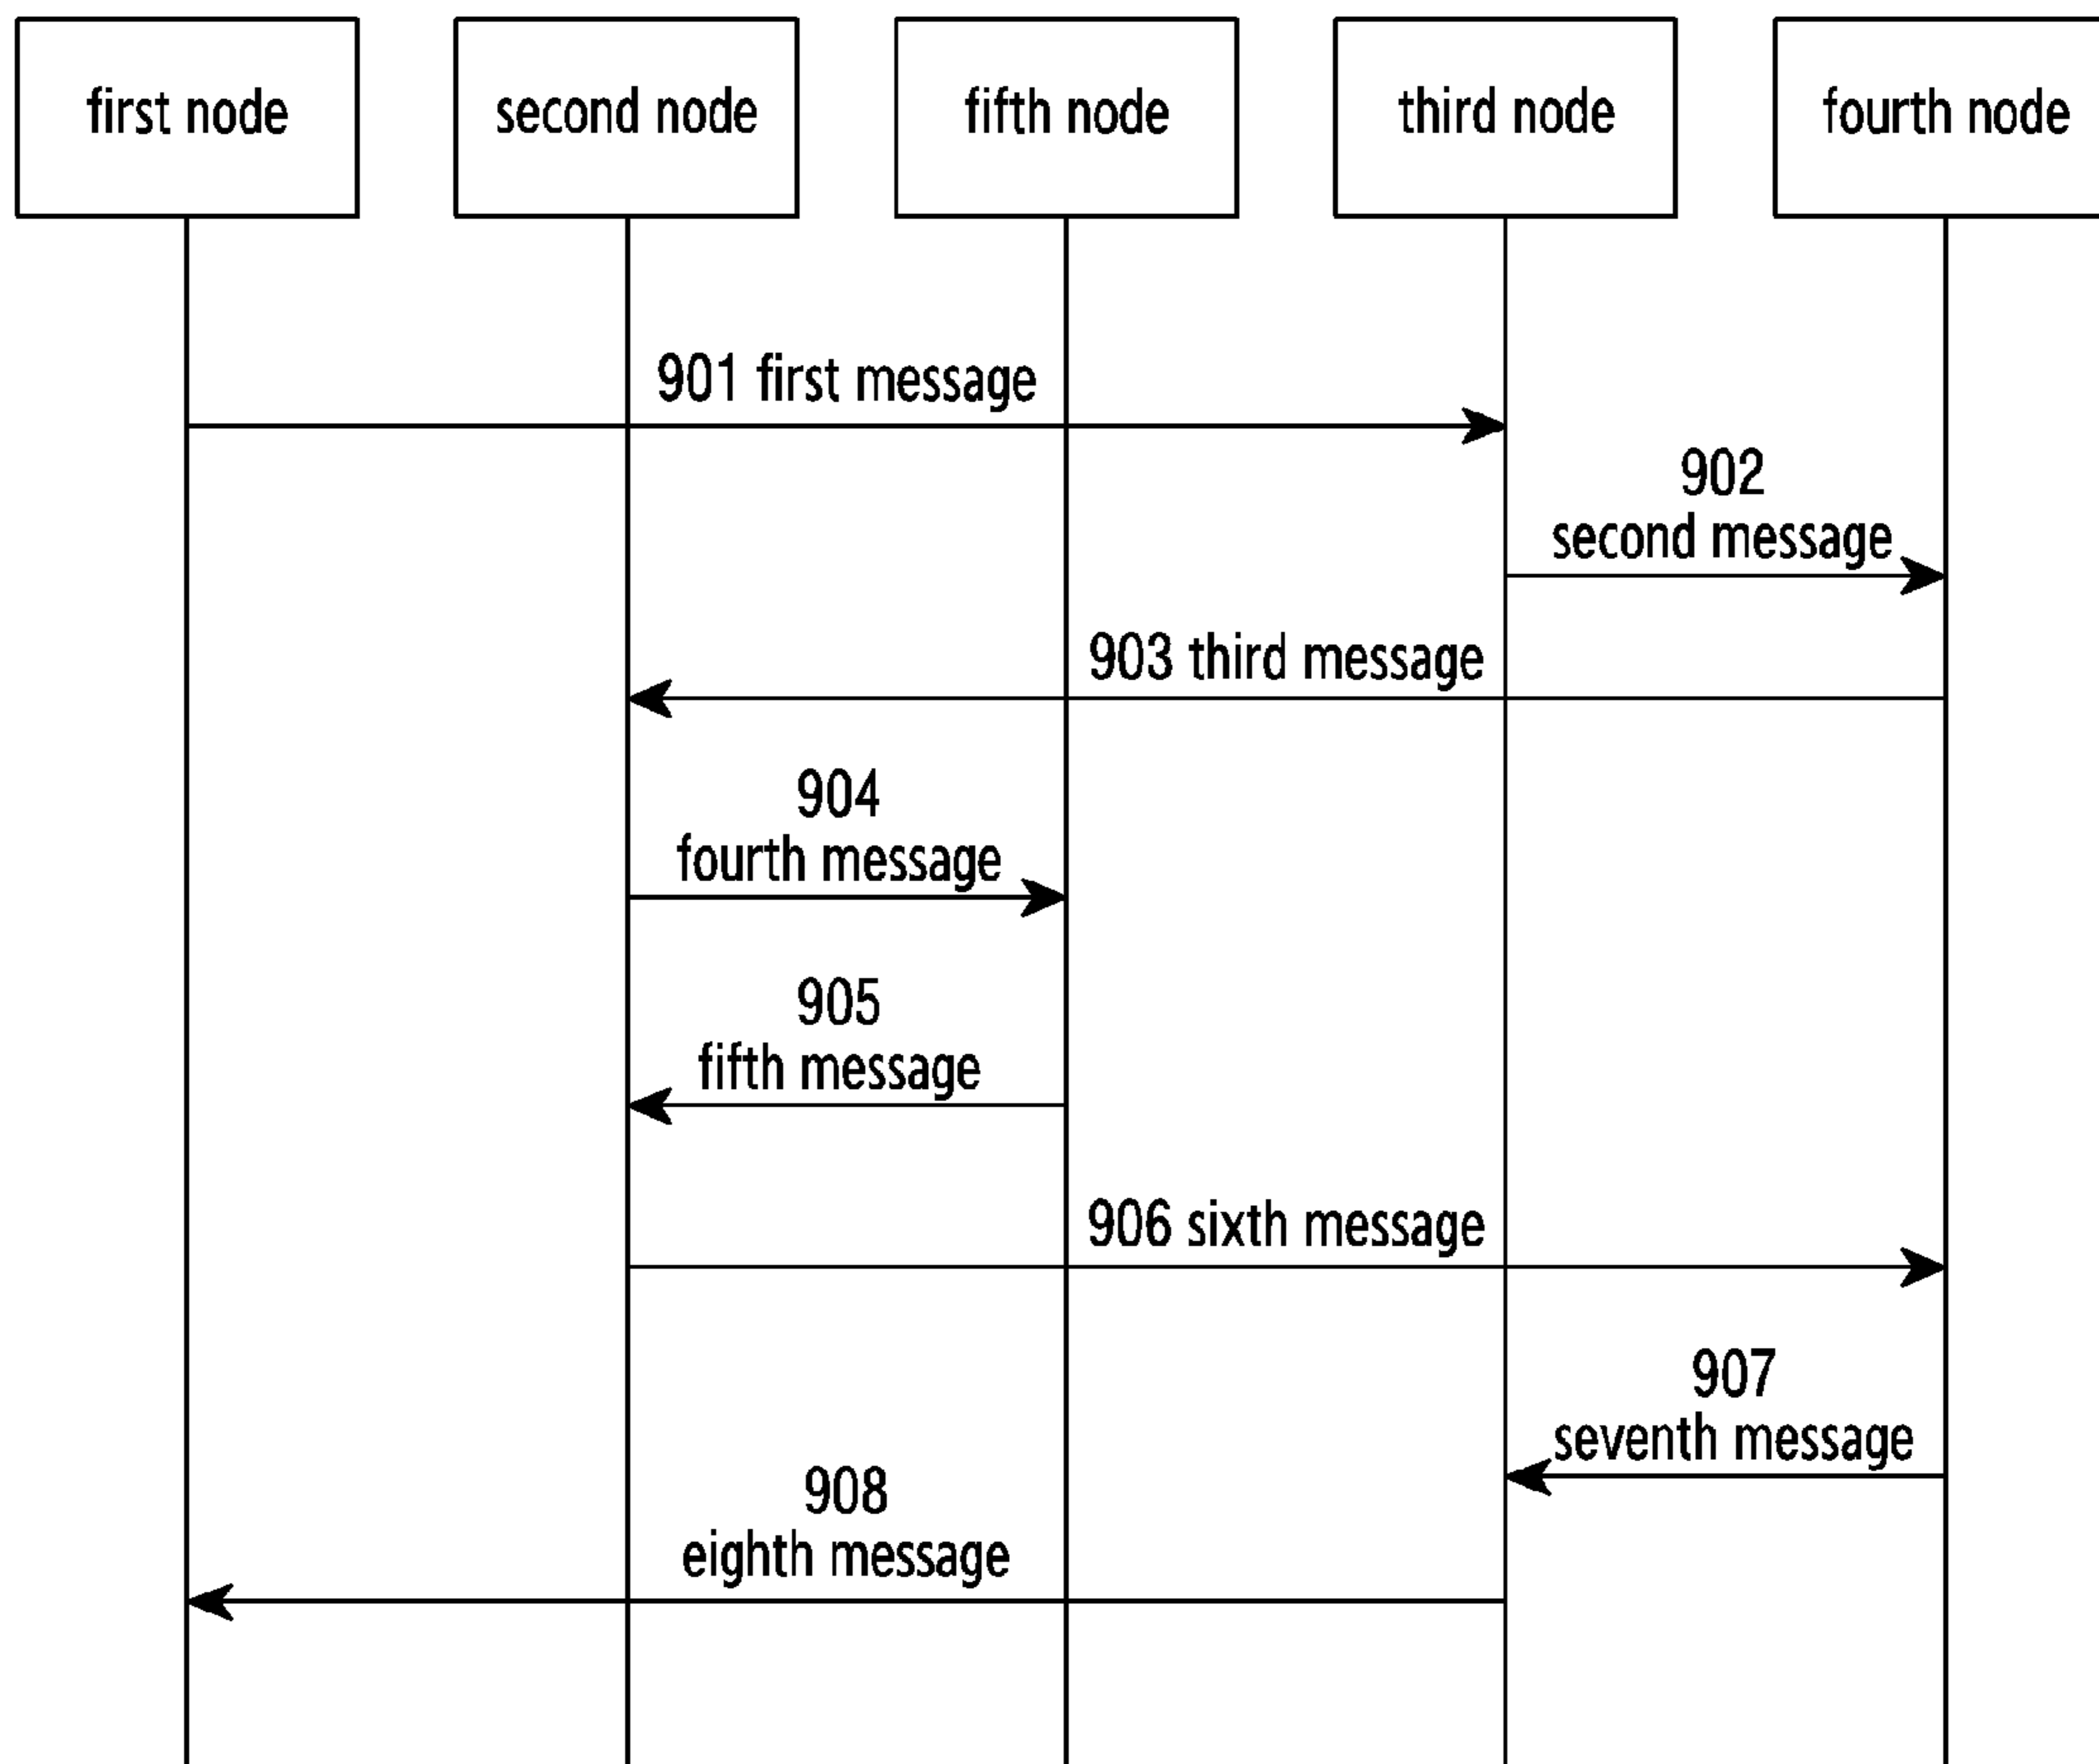 first node
second node
fifth node
third node
fourth node
901 first message
902
second message
903 third message
904
fourth message
905
fifth message
906 sixth message
907
seventh message
908
eighth message